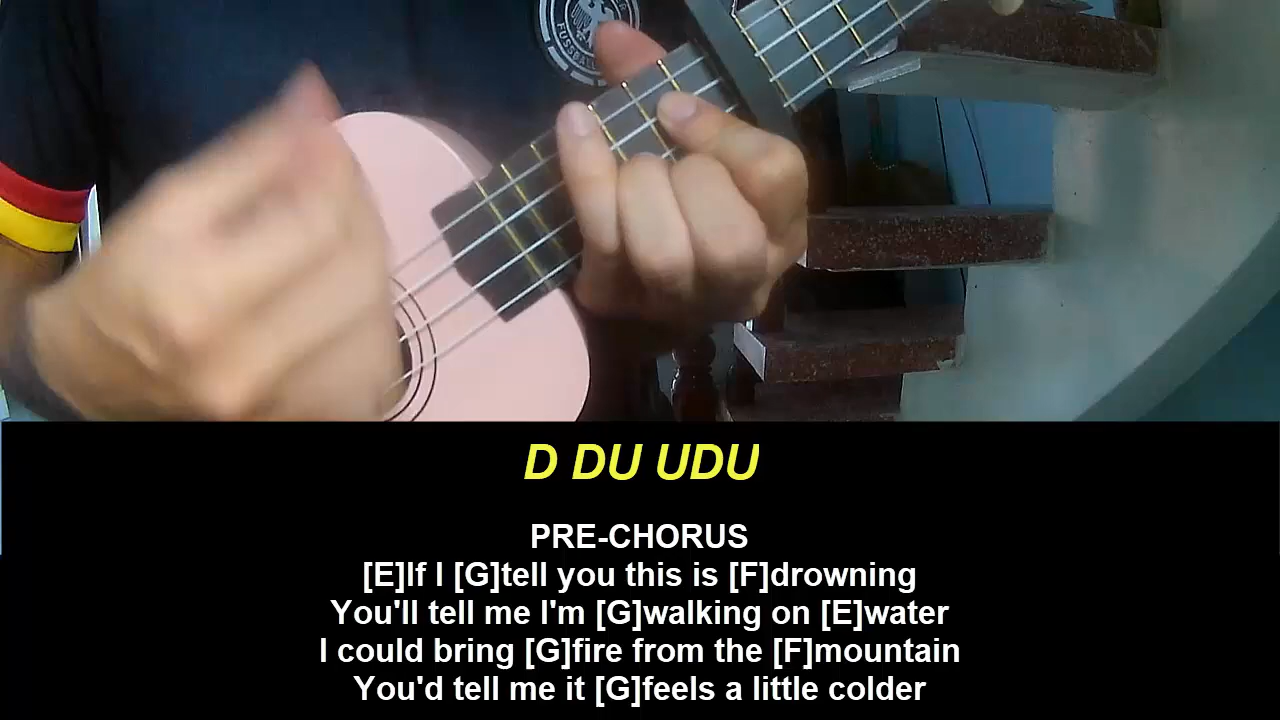 FUSSBALL
D DU UDU
PRE-CHORUS
[E]If I [G]tell you this is [F]drowning
You'll tell me I'm [G]walking on [E]water
I could bring [G]fire from the [F]mountain
You'd tell me it [G]feels a little colder